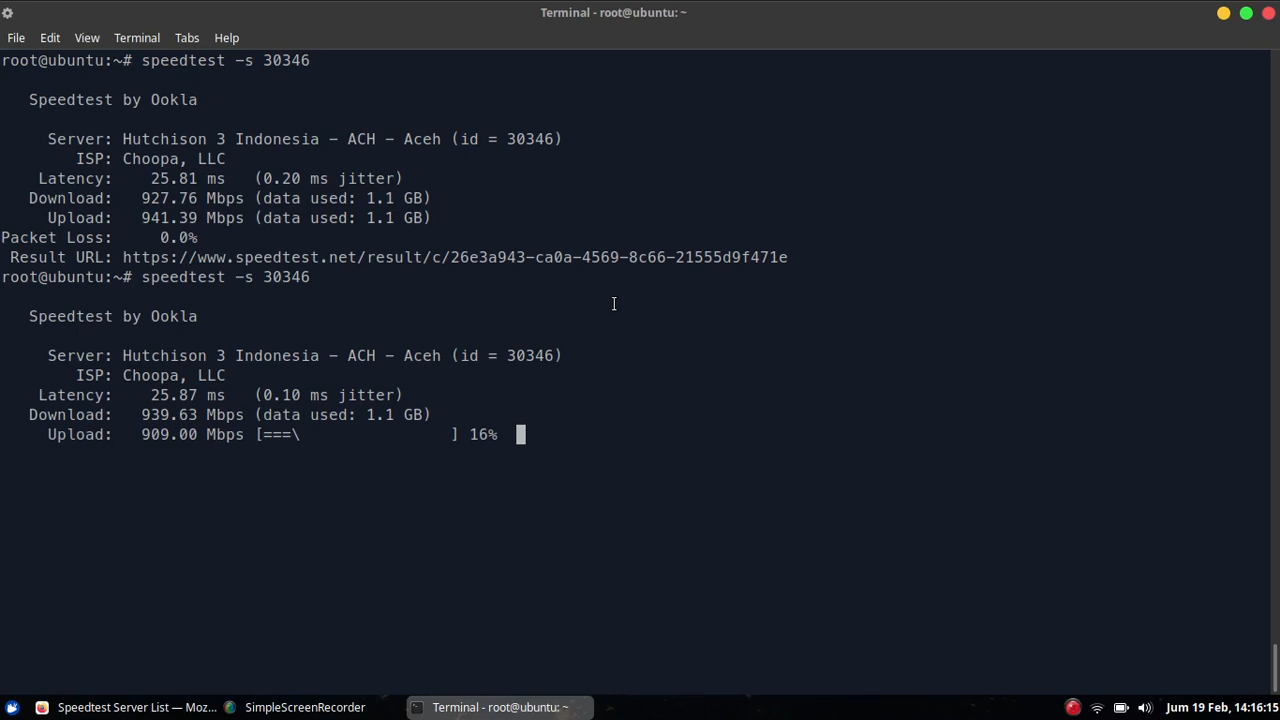 Terminal - root@ubuntu: ~
File Edit View Terminal Tabs Help
root@ubuntu:~# speedtest -s 30346
Speedtest by Ookla
Server: Hutchison 3 Indonesia - ACH - Aceh (id = 30346)
ISP: Choopa, LLC
Latency: 25.81 ms (0.20 ms jitter)
Download: 927.76 Mbps (data used: 1.1 GB)
Upload: 941.39 Mbps (data used: 1.1 GB)
Packet Loss: 0.0%
Result URL: https://www.speedtest.net/result/c/26e3a943-ca0a-4569-8c66-21555d9f471e
root@ubuntu:~# speedtest -s 30346
Speedtest by Ookla
Server: Hutchison 3 Indonesia - ACH - Aceh (id = 30346)
ISP: Choopa, LLC
Latency: 25.87 ms (0.10 ms jitter)
Download: 939.63 Mbps (data used: 1.1 GB)
Upload: 909.00 Mbps [===\ ] 16%
Speedtest Server List — Moz... SimpleScreenRecorder Terminal - root@ubuntu: ~ Jum 19 Feb, 14:16:15